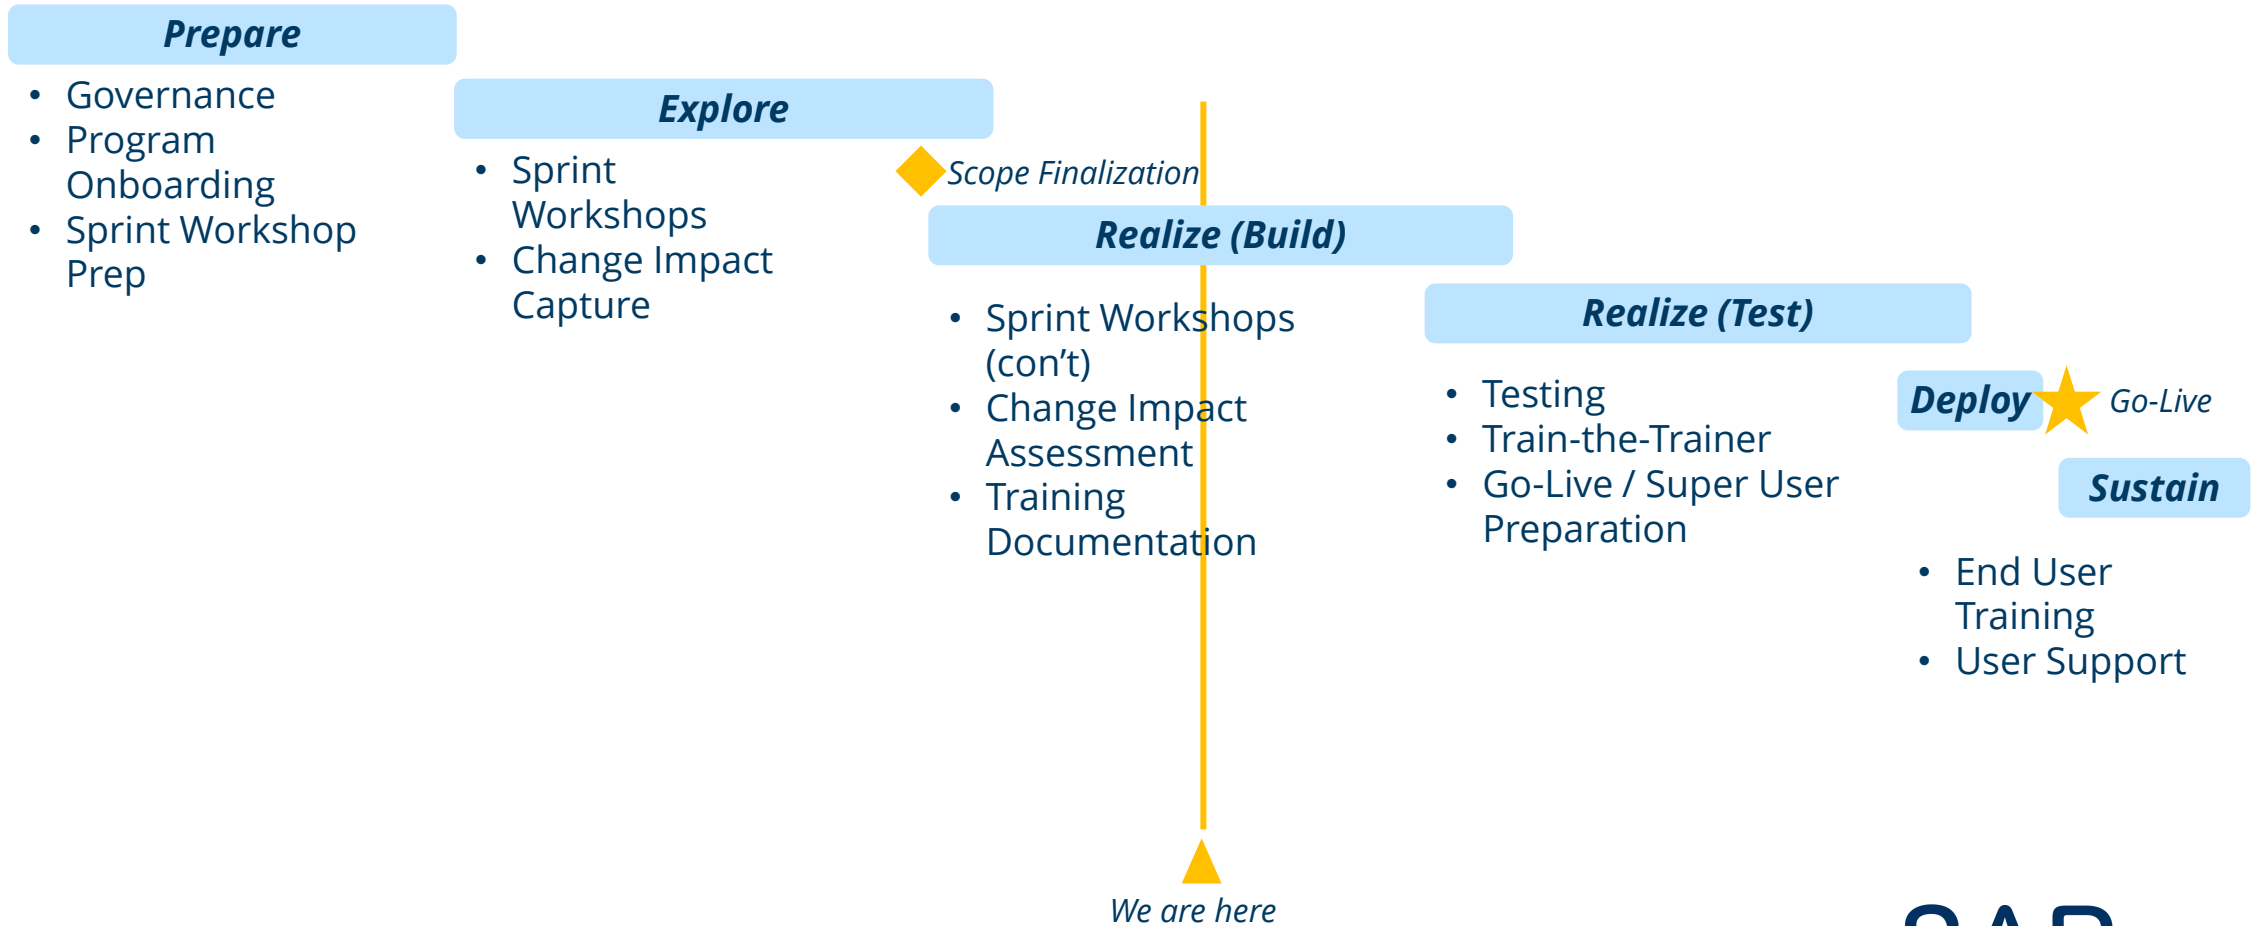 Prepare
• Governance
• Program
Onboarding
• Sprint Workshop
Prep
Explore
• Sprint
Workshops
• Change Impact
Capture
Scope Finalization
Realize (Build)
• Sprint Workshops
(con’t)
• Change Impact
Assessment
• Training
Documentation
Realize (Test)
• Testing
• Train-the-Trainer
• Go-Live / Super User
Preparation
Deploy
Go-Live
Sustain
• End User
Training
• User Support
We are here